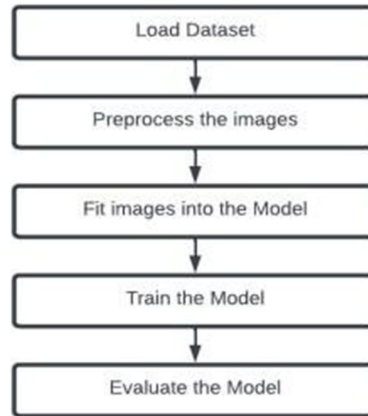 Load Dataset
Preprocess the images
Fit images into the Model
Train the Model
Evaluate the Model